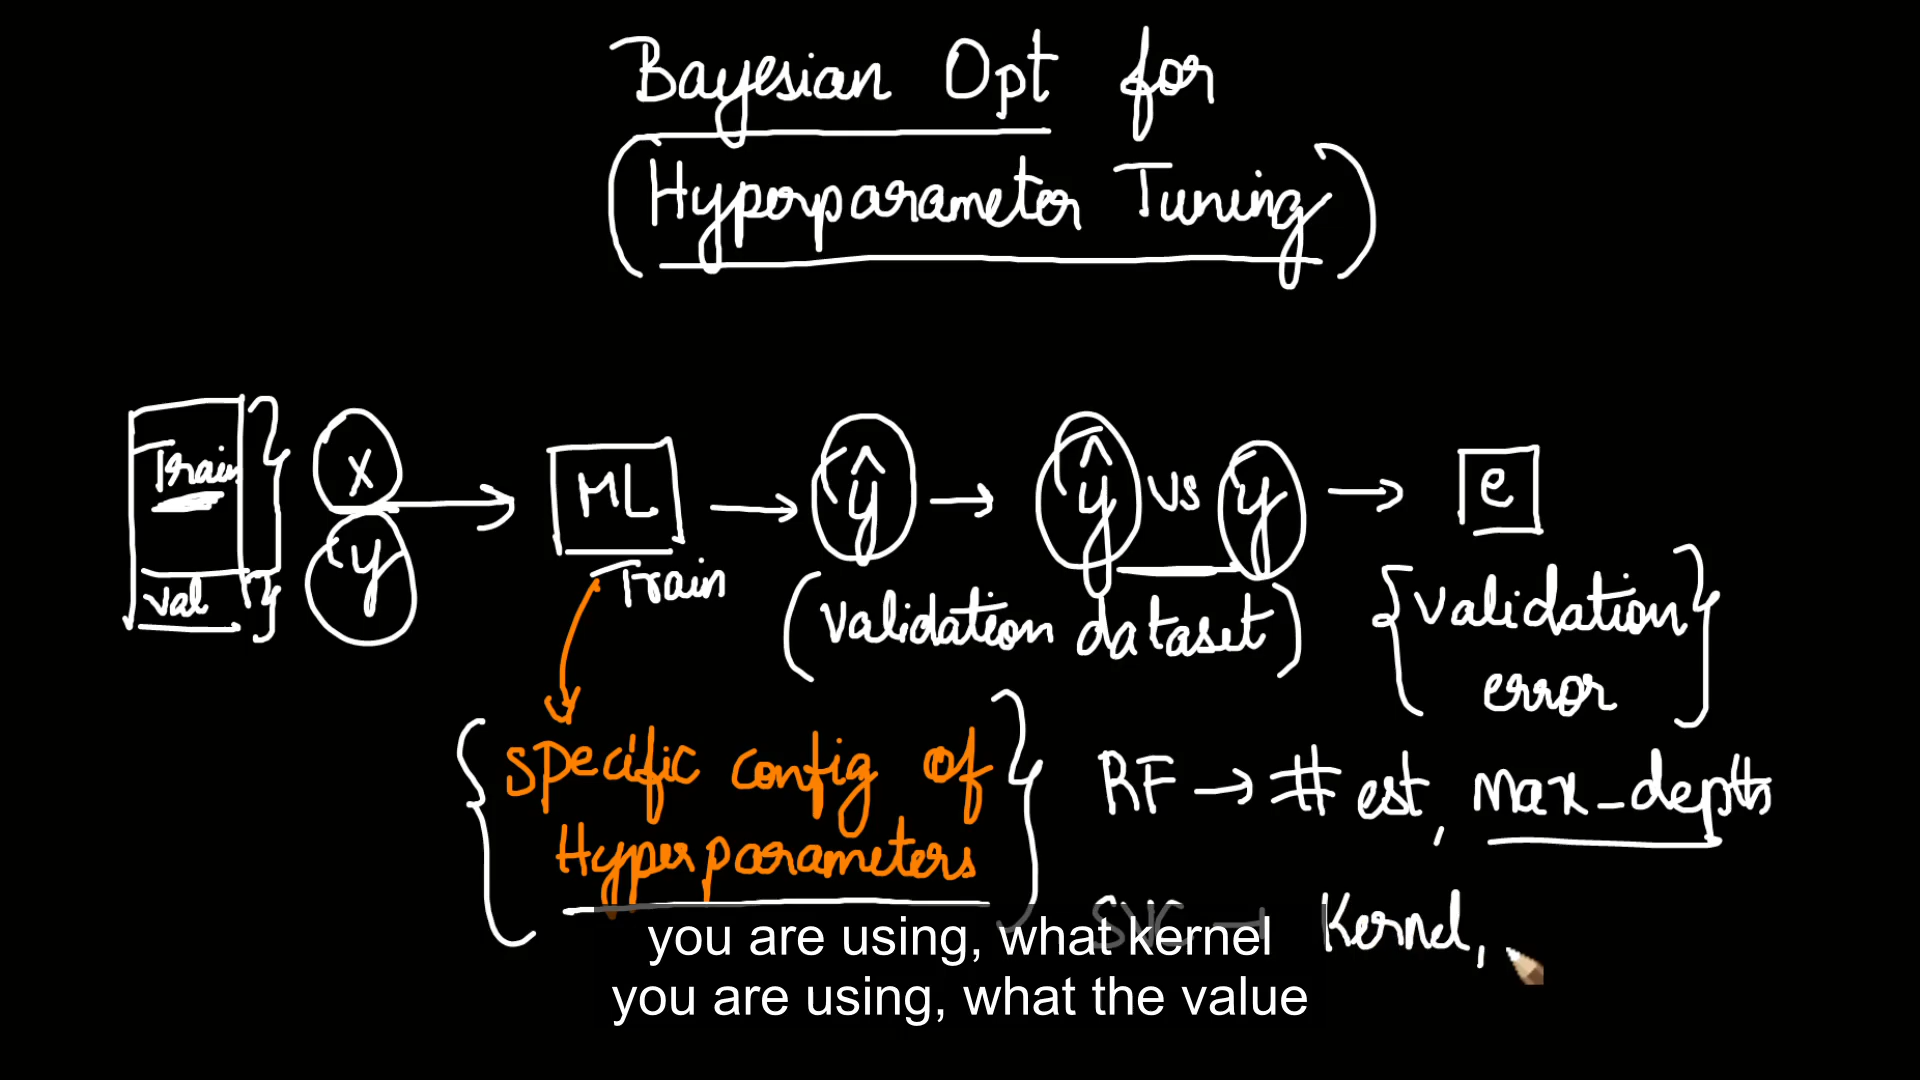 Bayesian Opt for
(Hyperparameter Tuning)
Train
val
x
y
ML
Train
ŷ
ŷ vs y
(validation dataset)
e
{validation
error}
{specific config of
Hyperparameters}
RF → # est, max_depth
SVC → Kernel,
you are using, what kernel
you are using, what the value